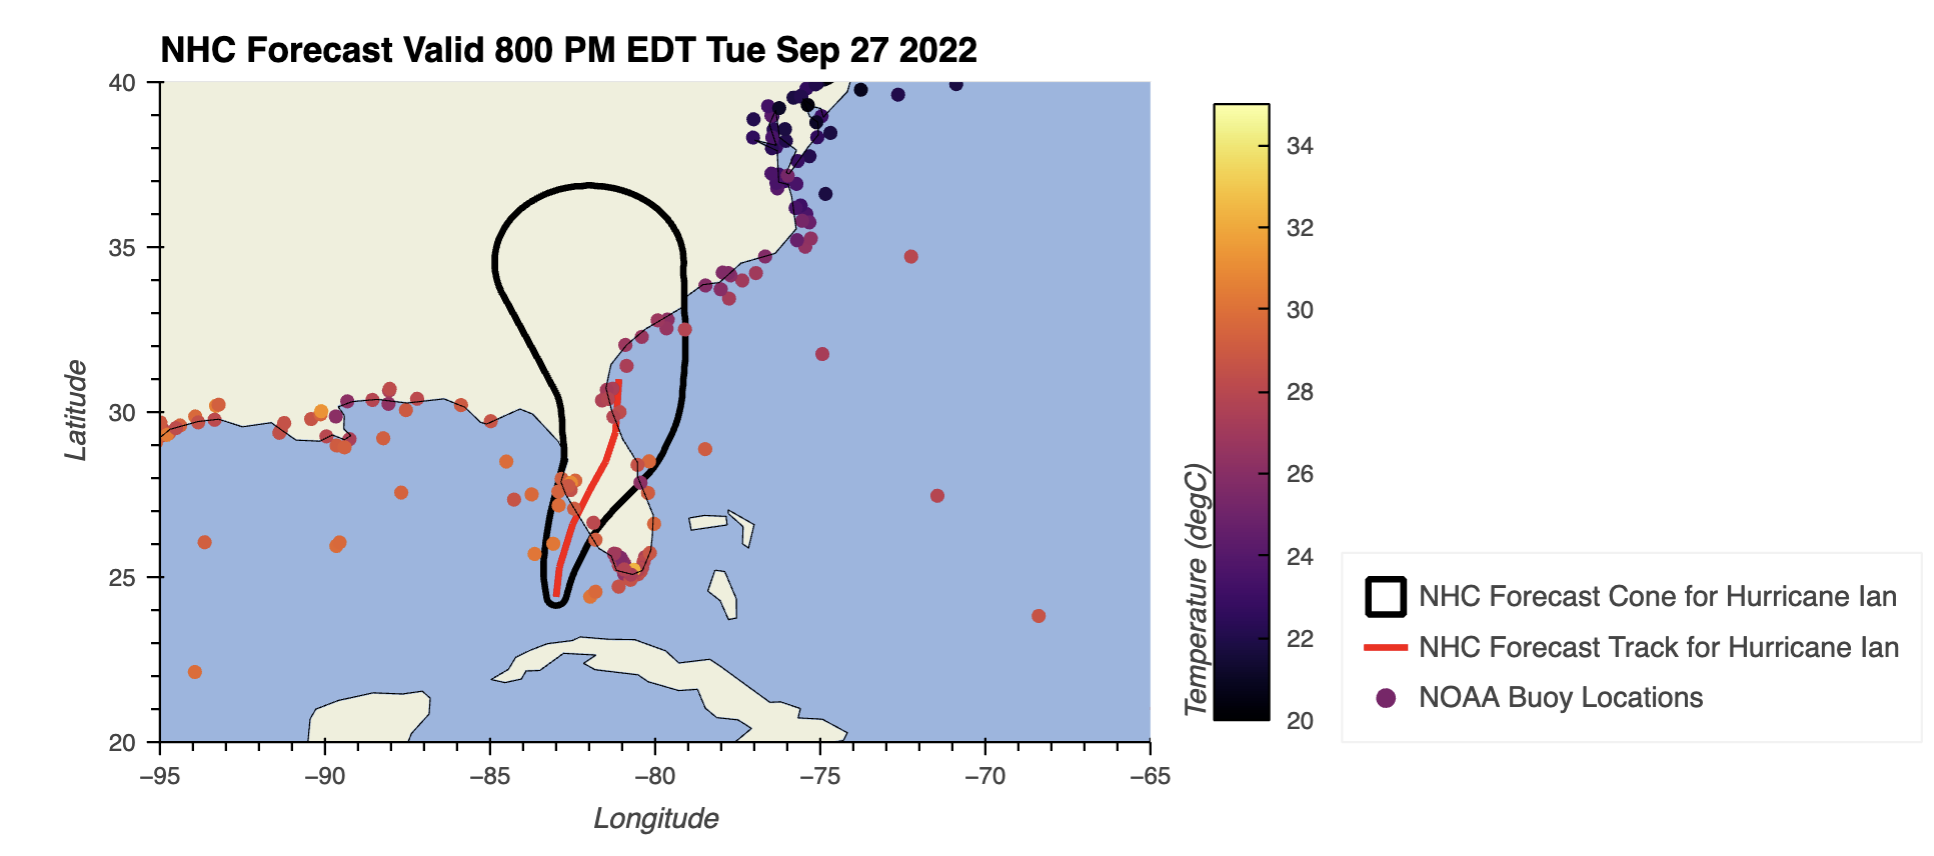 NHC Forecast Valid 800 PM EDT Tue Sep 27 2022
40
35
30
25
20
Latitude
−95
−90
−85
−80
−75
−70
−65
Longitude
34
32
30
28
26
24
22
20
Temperature (degC)
NHC Forecast Cone for Hurricane Ian
NHC Forecast Track for Hurricane Ian
NOAA Buoy Locations